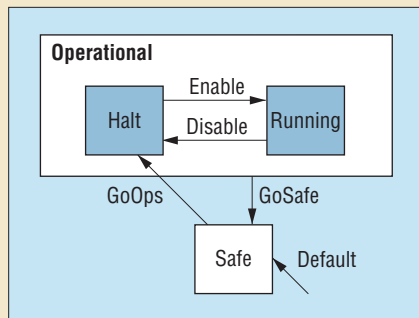 Operational
Enable
Halt
Running
Disable
GoOps
GoSafe
Safe
Default